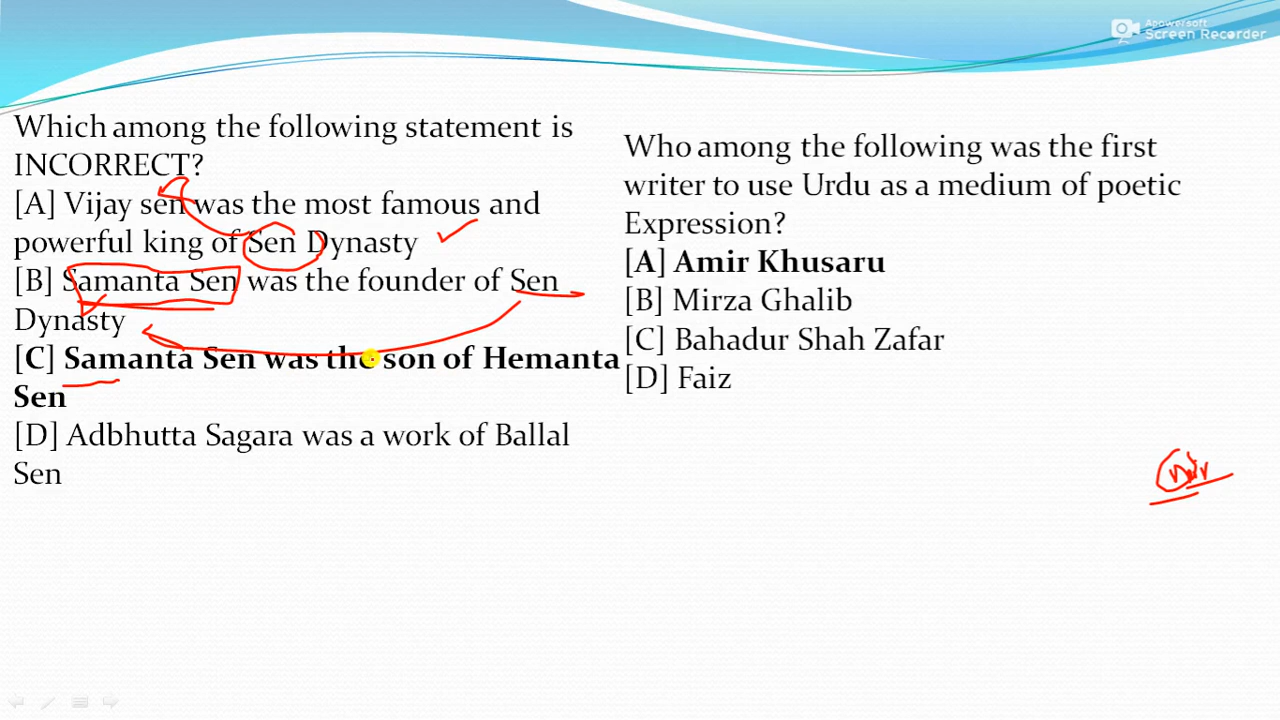 Apowersoft
Screen Recorder
Which among the following statement is
INCORRECT?
[A] Vijay sen was the most famous and
powerful king of Sen Dynasty
[B] Samanta Sen was the founder of Sen
Dynasty
[C] Samanta Sen was the son of Hemanta
Sen
[D] Adbhutta Sagara was a work of Ballal
Sen
Who among the following was the first
writer to use Urdu as a medium of poetic
Expression?
[A] Amir Khusaru
[B] Mirza Ghalib
[C] Bahadur Shah Zafar
[D] Faiz